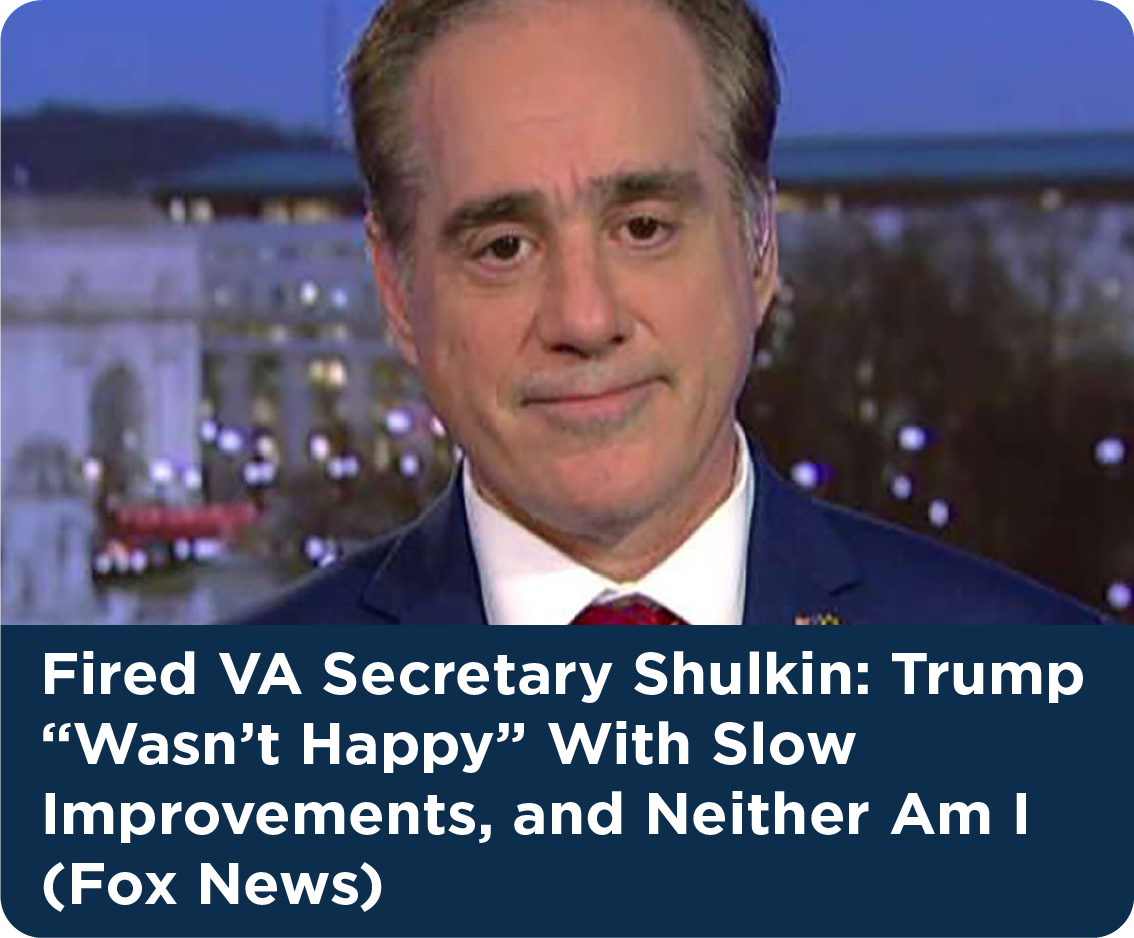 Fired VA Secretary Shulkin: Trump
“Wasn’t Happy” With Slow
Improvements, and Neither Am I
(Fox News)